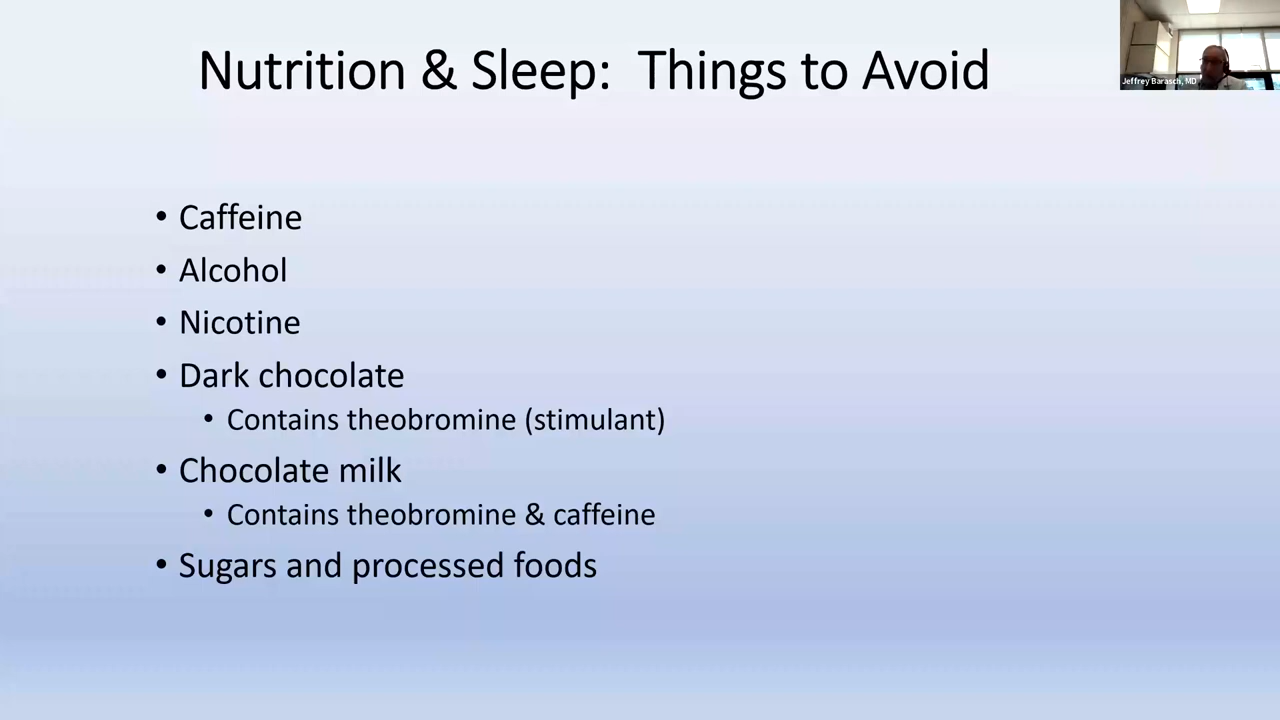 Nutrition & Sleep: Things to Avoid
Jeffrey Barasch, MD
• Caffeine
• Alcohol
• Nicotine
• Dark chocolate
• Contains theobromine (stimulant)
• Chocolate milk
• Contains theobromine & caffeine
• Sugars and processed foods